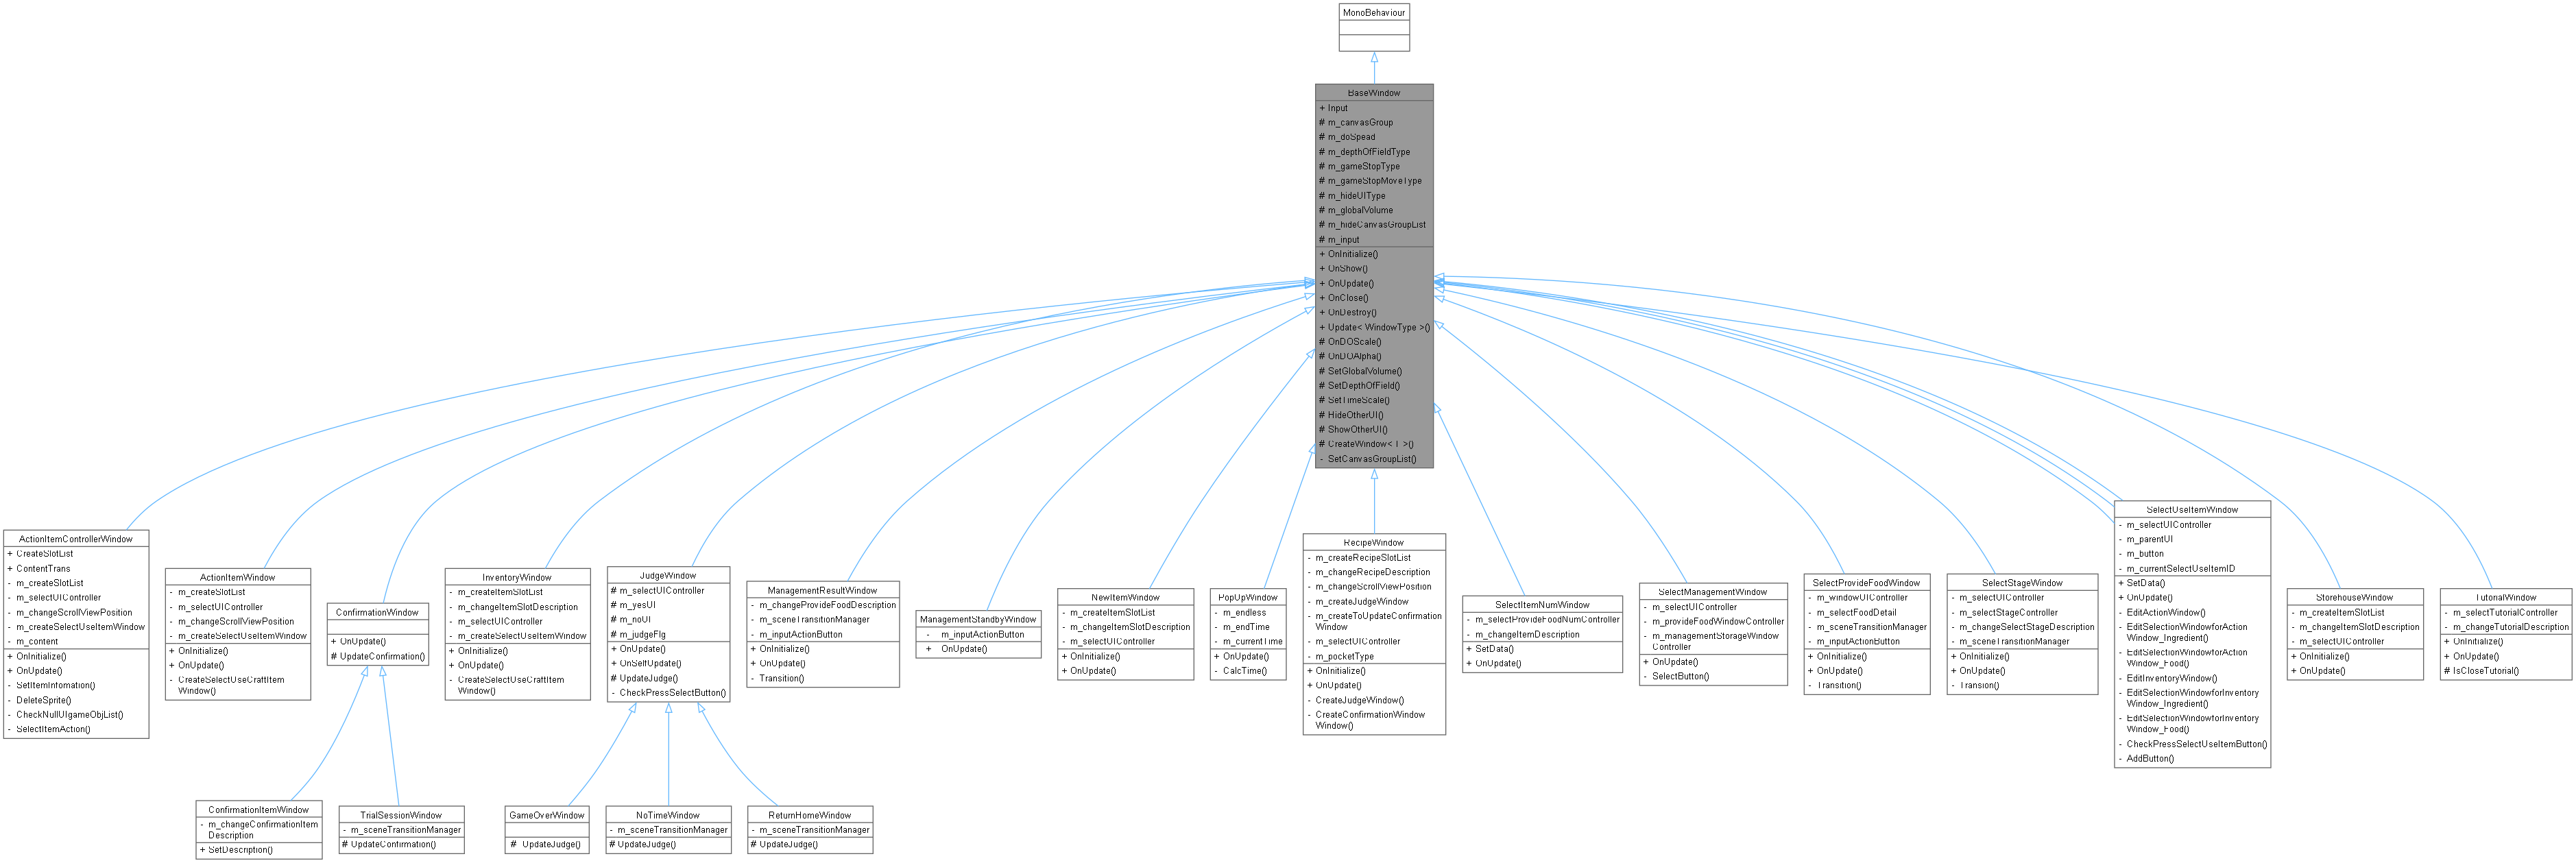 MonoBehaviour
BaseWindow
+ Input
# m_canvasGroup
# m_doSpead
# m_depthOfFieldType
# m_gameStopType
# m_gameStopMoveType
# m_hideUIType
# m_globalVolume
# m_hideCanvasGroupList
# m_input
+ OnInitialize()
+ OnShow()
+ OnUpdate()
+ OnClose()
+ OnDestroy()
+ Update< WindowType >()
# OnDOScale()
# OnDOAlpha()
# SetGlobalVolume()
# SetDepthOfField()
# SetTimeScale()
# HideOtherUI()
# ShowOtherUI()
# CreateWindow< T >()
- SetCanvasGroupList()
ActionItemControllerWindow
+ CreateSlotList
+ ContentTrans
- m_createSlotList
- m_selectUIController
- m_changeScrollViewPosition
- m_createSelectUseItemWindow
- m_content
+ OnInitialize()
+ OnUpdate()
- SetItemInfomation()
- DeleteSprite()
- CheckNullUIgameObjList()
- SelectItemAction()
ActionItemWindow
- m_createSlotList
- m_selectUIController
- m_changeScrollViewPosition
- m_createSelectUseItemWindow
+ OnInitialize()
+ OnUpdate()
- CreateSelectUseCraftItem
Window()
ConfirmationWindow
+ OnUpdate()
# UpdateConfirmation()
InventoryWindow
- m_createItemSlotList
- m_changeItemSlotDescription
- m_selectUIController
- m_createSelectUseItemWindow
+ OnInitialize()
+ OnUpdate()
- CreateSelectUseCraftItem
Window()
JudgeWindow
# m_selectUIController
# m_yesUI
# m_noUI
# m_judgeFlg
+ OnUpdate()
+ OnSelfUpdate()
# UpdateJudge()
- CheckPressSelectButton()
ManagementResultWindow
- m_changeProvideFoodDescription
- m_sceneTransitionManager
- m_inputActionButton
+ OnInitialize()
+ OnUpdate()
- Transition()
ManagementStandbyWindow
- m_inputActionButton
+ OnUpdate()
NewItemWindow
- m_createItemSlotList
- m_changeItemSlotDescription
- m_selectUIController
+ OnInitialize()
+ OnUpdate()
PopUpWindow
- m_endless
- m_endTime
- m_currentTime
+ OnUpdate()
- CalcTime()
RecipeWindow
- m_createRecipeSlotList
- m_changeRecipeDescription
- m_changeScrollViewPosition
- m_createJudgeWindow
- m_createToUpdateConfirmation
Window
- m_selectUIController
- m_pocketType
+ OnInitialize()
+ OnUpdate()
- CreateJudgeWindow()
- CreateConfirmationWindow
Window()
SelectItemNumWindow
- m_selectProvideFoodNumController
- m_changeItemDescription
+ SetData()
+ OnUpdate()
SelectManagementWindow
- m_selectUIController
- m_provideFoodWindowController
- m_managementStorageWindow
Controller
+ OnUpdate()
- SelectButton()
SelectProvideFoodWindow
- m_windowUIController
- m_selectFoodDetail
- m_sceneTransitionManager
- m_inputActionButton
+ OnInitialize()
+ OnUpdate()
- Transition()
SelectStageWindow
- m_selectUIController
- m_selectStageController
- m_changeSelectStageDescription
- m_sceneTransitionManager
+ OnInitialize()
+ OnUpdate()
- Transition()
SelectUseItemWindow
- m_selectUIController
- m_parentUI
- m_button
- m_currentSelectUseItemID
+ SetData()
+ OnUpdate()
- EditActionWindow()
- EditSelectionWindowforAction
Window_Ingredient()
- EditSelectionWindowforAction
Window_Food()
- EditInventoryWindow()
- EditSelectionWindowforInventory
Window_Ingredient()
- EditSelectionWindowforInventory
Window_Food()
- CheckPressSelectUseItemButton()
- AddButton()
StorehouseWindow
- m_createItemSlotList
- m_changeItemSlotDescription
- m_selectUIController
+ OnInitialize()
+ OnUpdate()
TutorialWindow
- m_selectTutorialController
- m_changeTutorialDescription
+ OnInitialize()
+ OnUpdate()
# IsCloseTutorial()
ConfirmationItemWindow
- m_changeConfirmationItem
Description
+ SetDescription()
TrialSessionWindow
- m_sceneTransitionManager
# UpdateConfirmation()
GameOverWindow
# UpdateJudge()
NoTimeWindow
- m_sceneTransitionManager
# UpdateJudge()
ReturnHomeWindow
- m_sceneTransitionManager
# UpdateJudge()